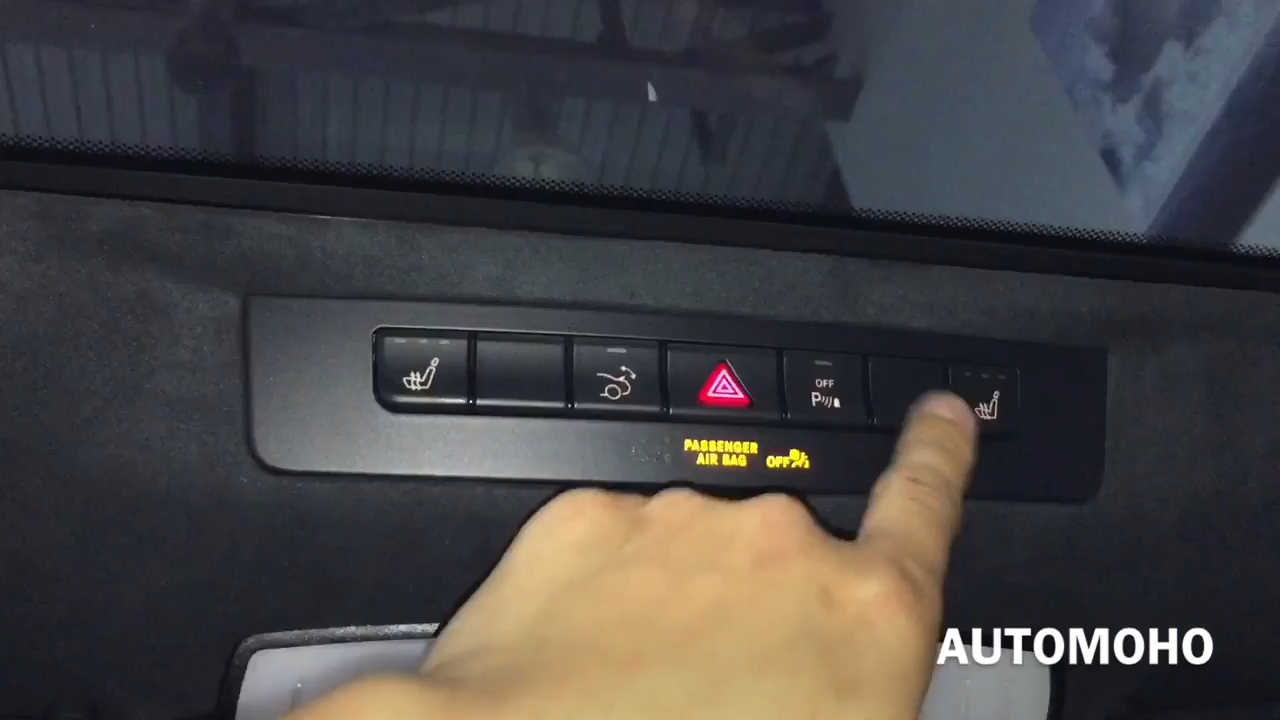 OFF
P
PASSENGER
AIR BAG
OFF
AUTOMOHO